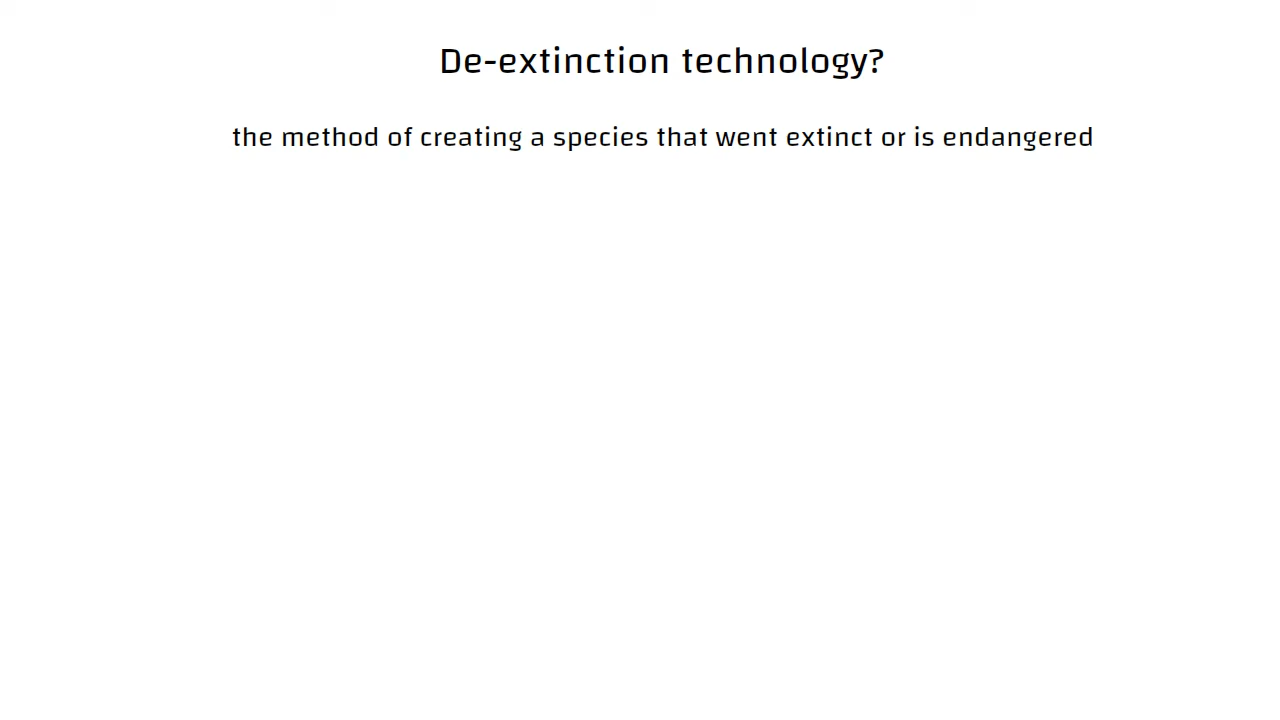 De-extinction technology?
the method of creating a species that went extinct or is endangered